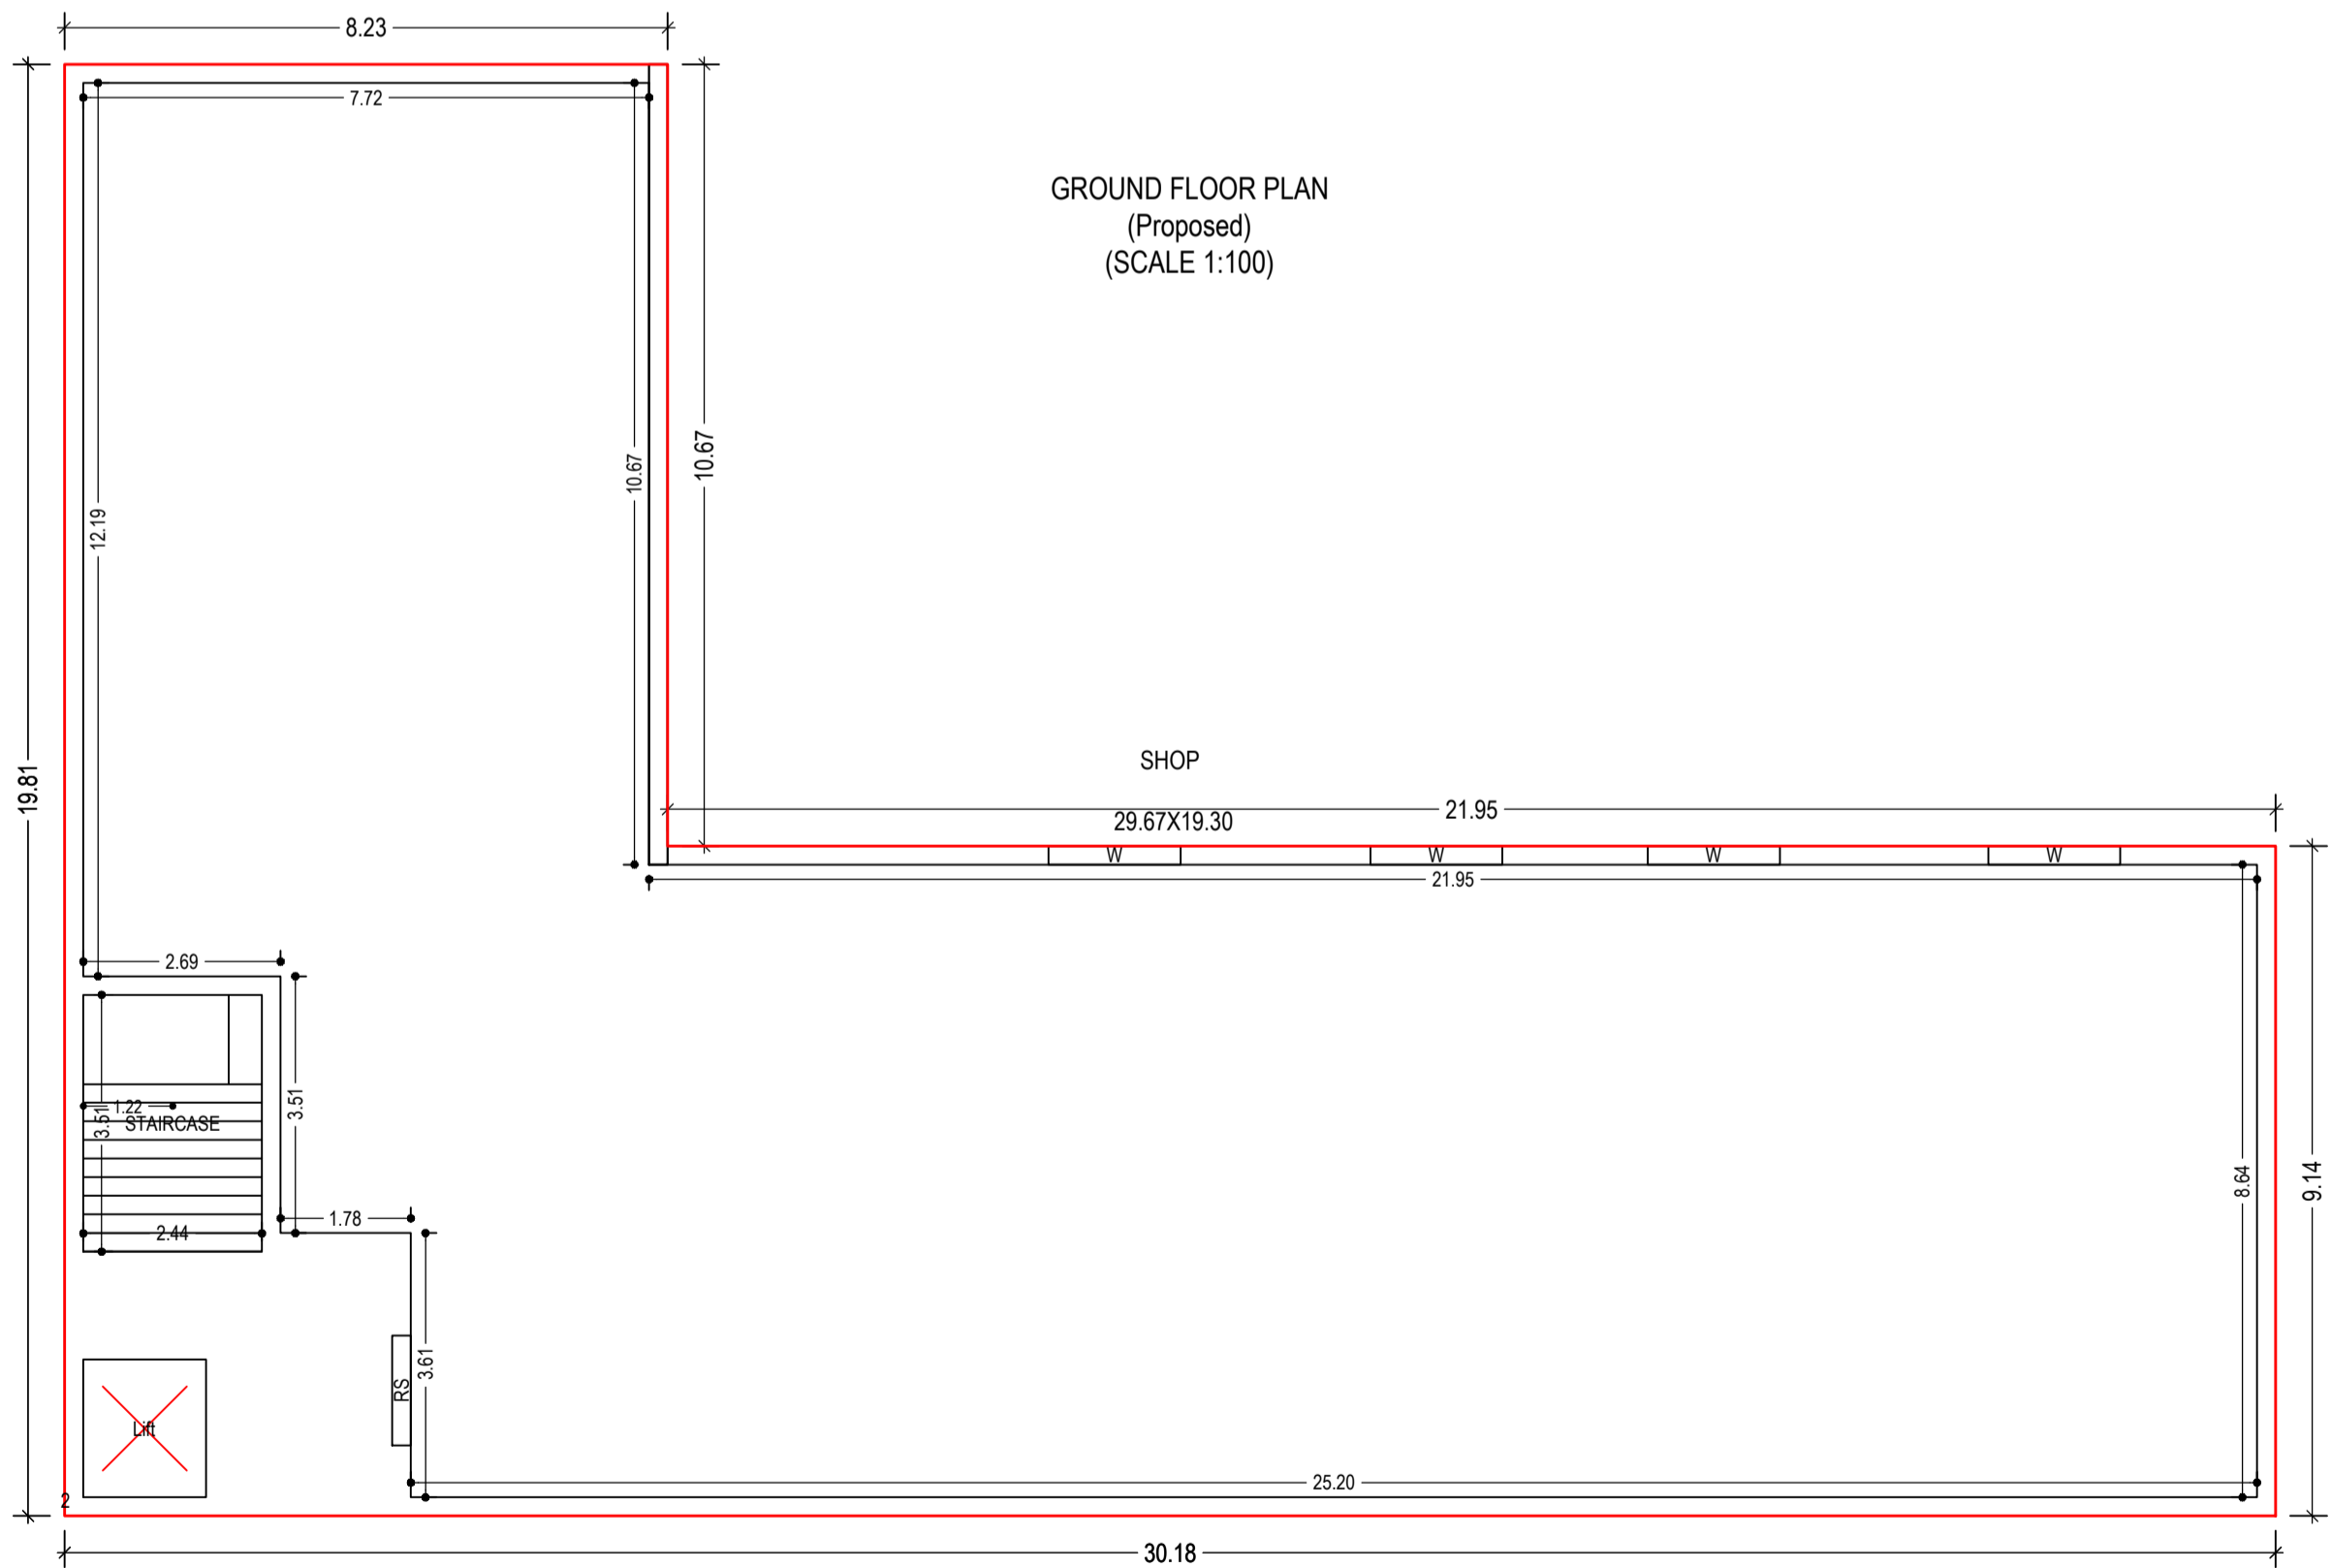 8.23
7.72
GROUND FLOOR PLAN
(Proposed)
(SCALE 1:100)
10.67
10.67
12.19
19.81
SHOP
21.95
29.67X19.30
W
W
W
W
21.95
2.69
3.51
1.22
3.51
STAIRCASE
8.64
9.14
1.78
2.44
3.61
RS
Lift
25.20
2
30.18